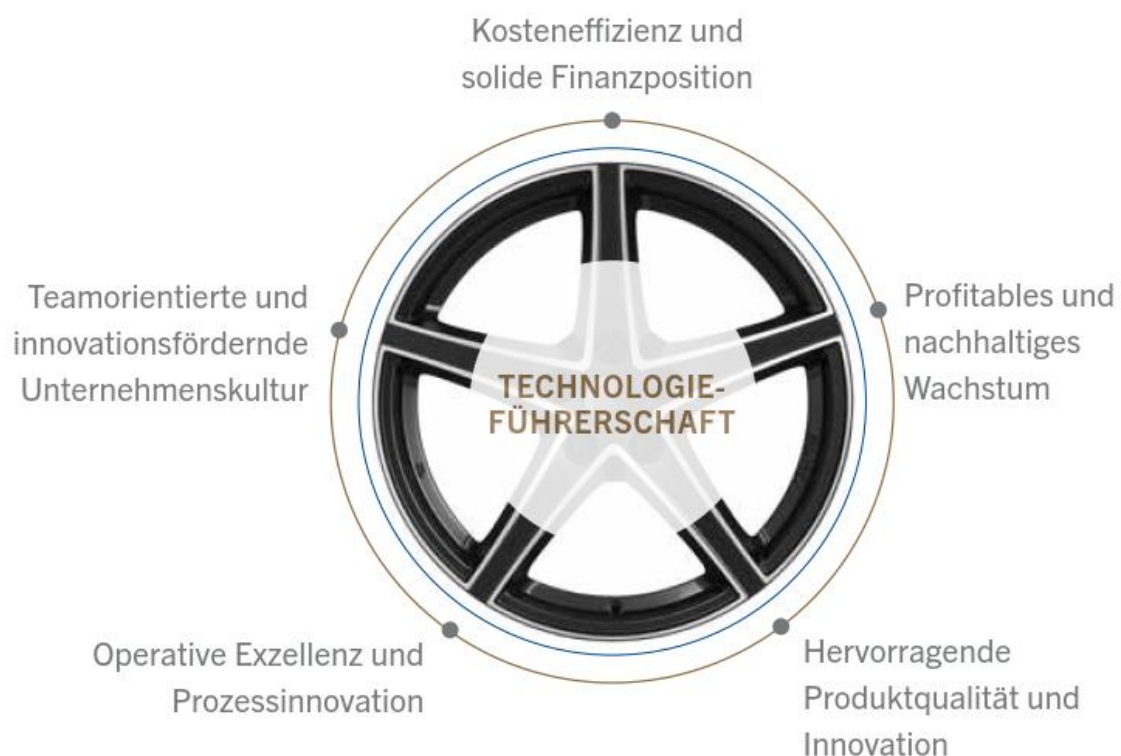 Kosteneffizienz und
solide Finanzposition
Teamorientierte und
innovationsfördernde
Unternehmenskultur
Profitables und
nachhaltiges
Wachstum
TECHNOLOGIE-
FÜHRERSCHAFT
Operative Exzellenz und
Prozessinnovation
Hervorragende
Produktqualität und
Innovation